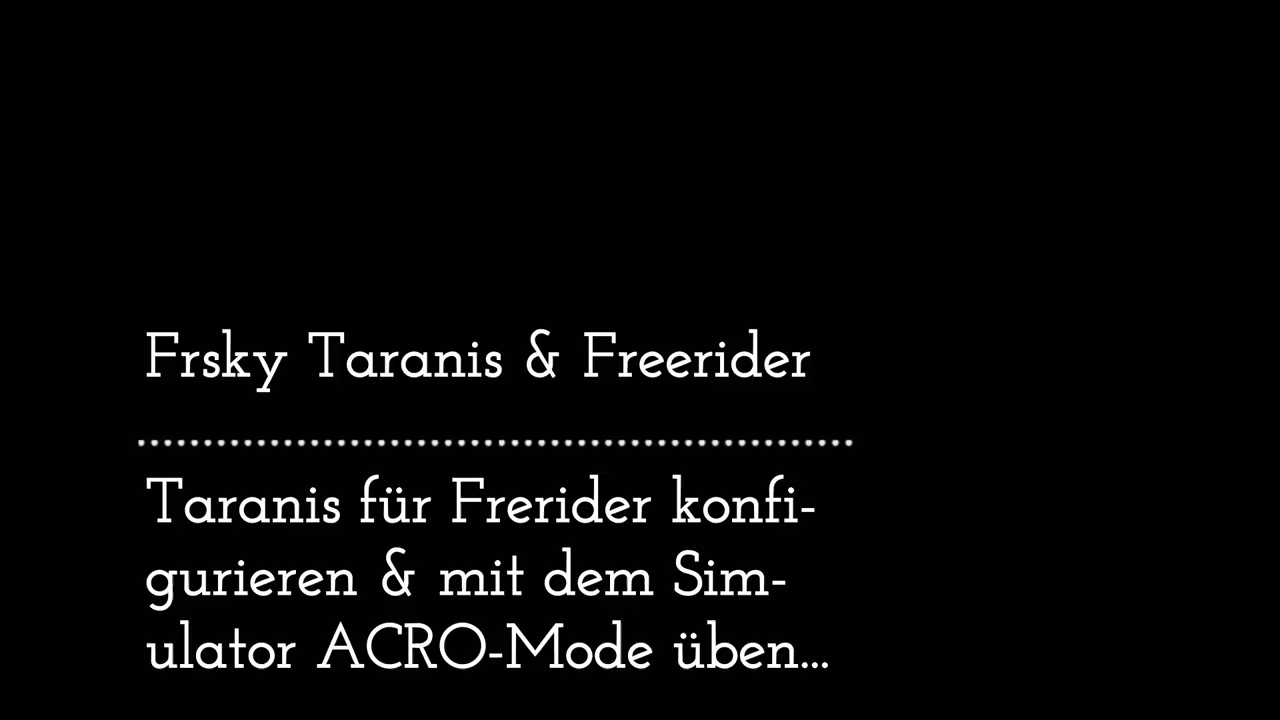 Frsky Taranis & Freerider
Taranis für Frerider konfi-
gurieren & mit dem Sim-
ulator ACRO-Mode üben...